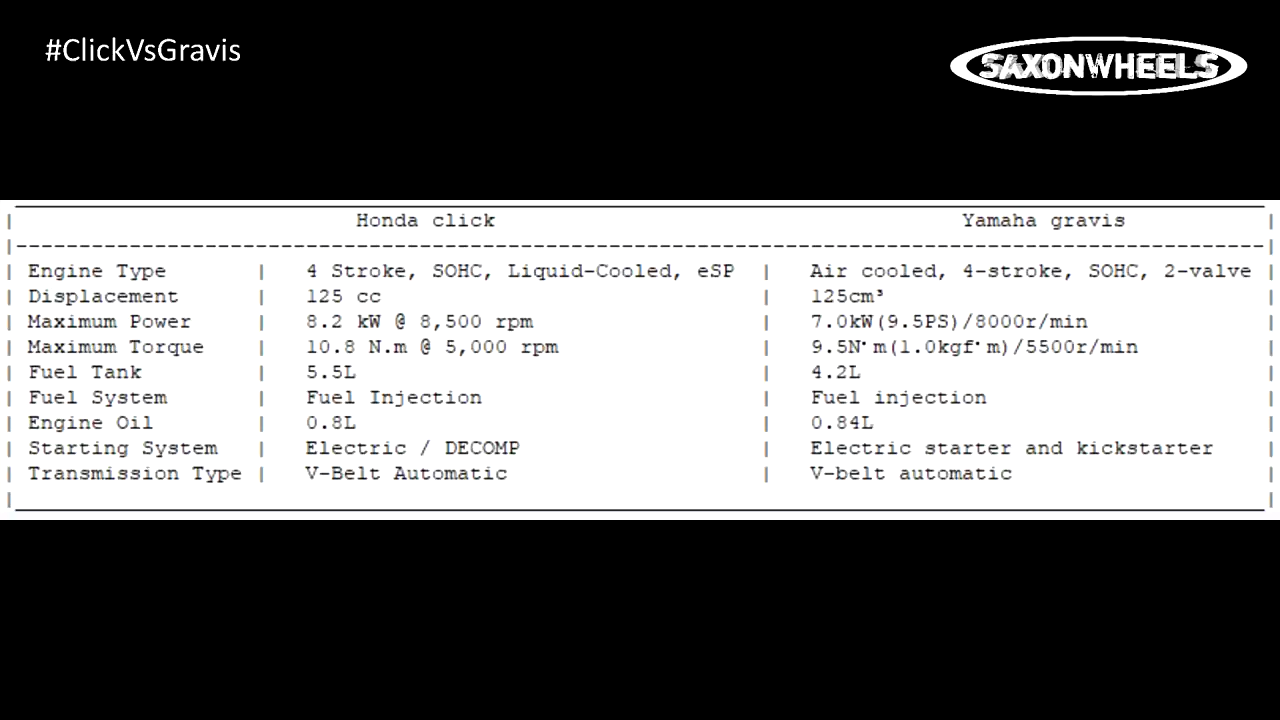 #ClickVsGravis
SAXONWHEELS
Honda click Yamaha gravis
Engine Type | 4 Stroke, SOHC, Liquid-Cooled, eSP | Air cooled, 4-stroke, SOHC, 2-valve
Displacement | 125 cc | 125cm³
Maximum Power | 8.2 kW @ 8,500 rpm | 7.0kW(9.5PS)/8000r/min
Maximum Torque | 10.8 N.m @ 5,000 rpm | 9.5N·m(1.0kgf·m)/5500r/min
Fuel Tank | 5.5L | 4.2L
Fuel System | Fuel Injection | Fuel injection
Engine Oil | 0.8L | 0.84L
Starting System | Electric / DECOMP | Electric starter and kickstarter
Transmission Type | V-Belt Automatic | V-belt automatic